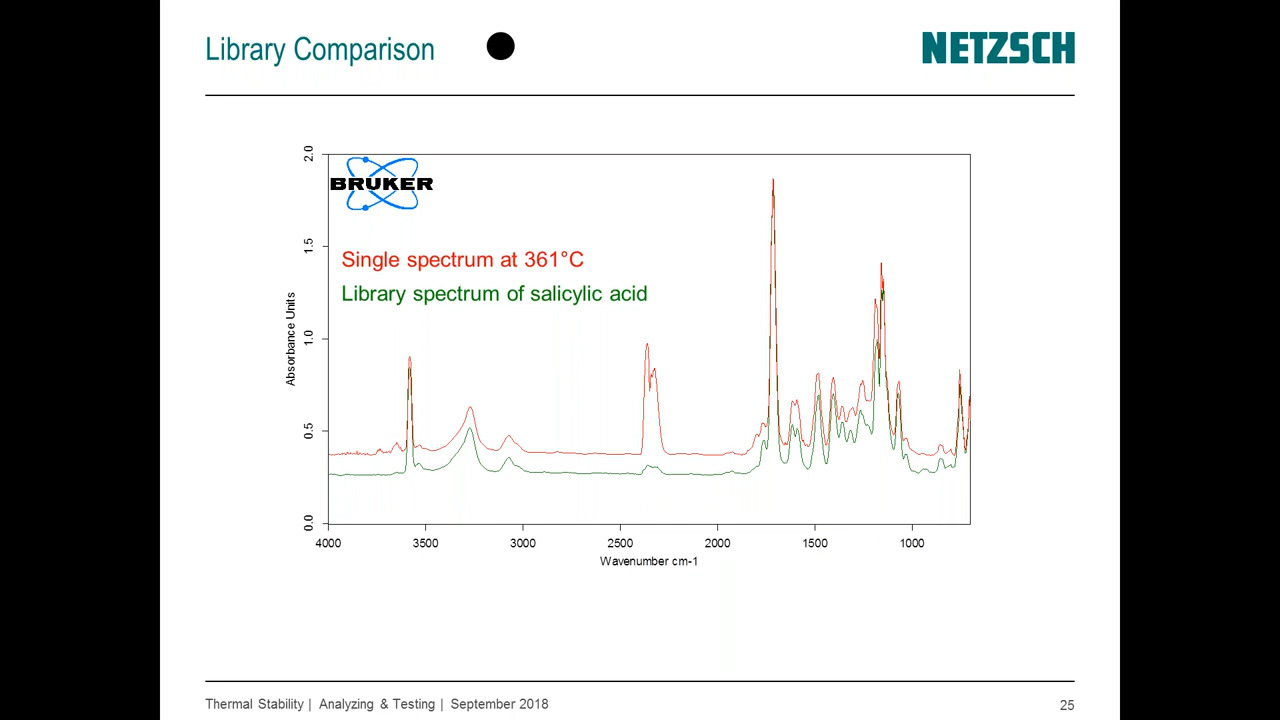 Library Comparison
NETZSCH
2.0
BRUKER
1.5
Single spectrum at 361°C
Library spectrum of salicylic acid
Absorbance Units
1.0
0.5
0.0
4000 3500 3000 2500 2000 1500 1000
Wavenumber cm-1
Thermal Stability | Analyzing & Testing | September 2018
25